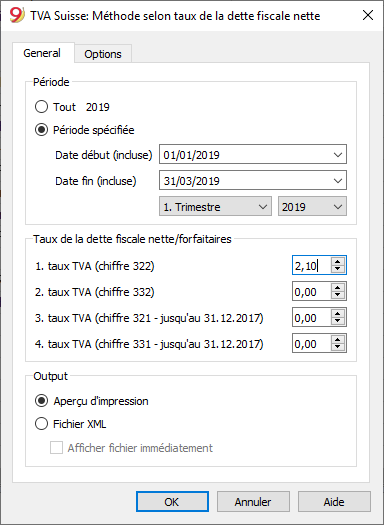 9 TVA Suisse: Méthode selon taux de la dette fiscale nette
General Options
Période
Tout 2019
Période spécifiée
Date début (incluse) 01/01/2019
Date fin (incluse) 31/03/2019
1. Trimestre 2019
Taux de la dette fiscale nette/forfaitaires
1. taux TVA (chiffre 322) 2,10
2. taux TVA (chiffre 332) 0,00
3. taux TVA (chiffre 321 - jusqu'au 31.12.2017) 0,00
4. taux TVA (chiffre 331 - jusqu'au 31.12.2017) 0,00
Output
Aperçu d'impression
Fichier XML
Afficher fichier immédiatement
OK Annuler Aide